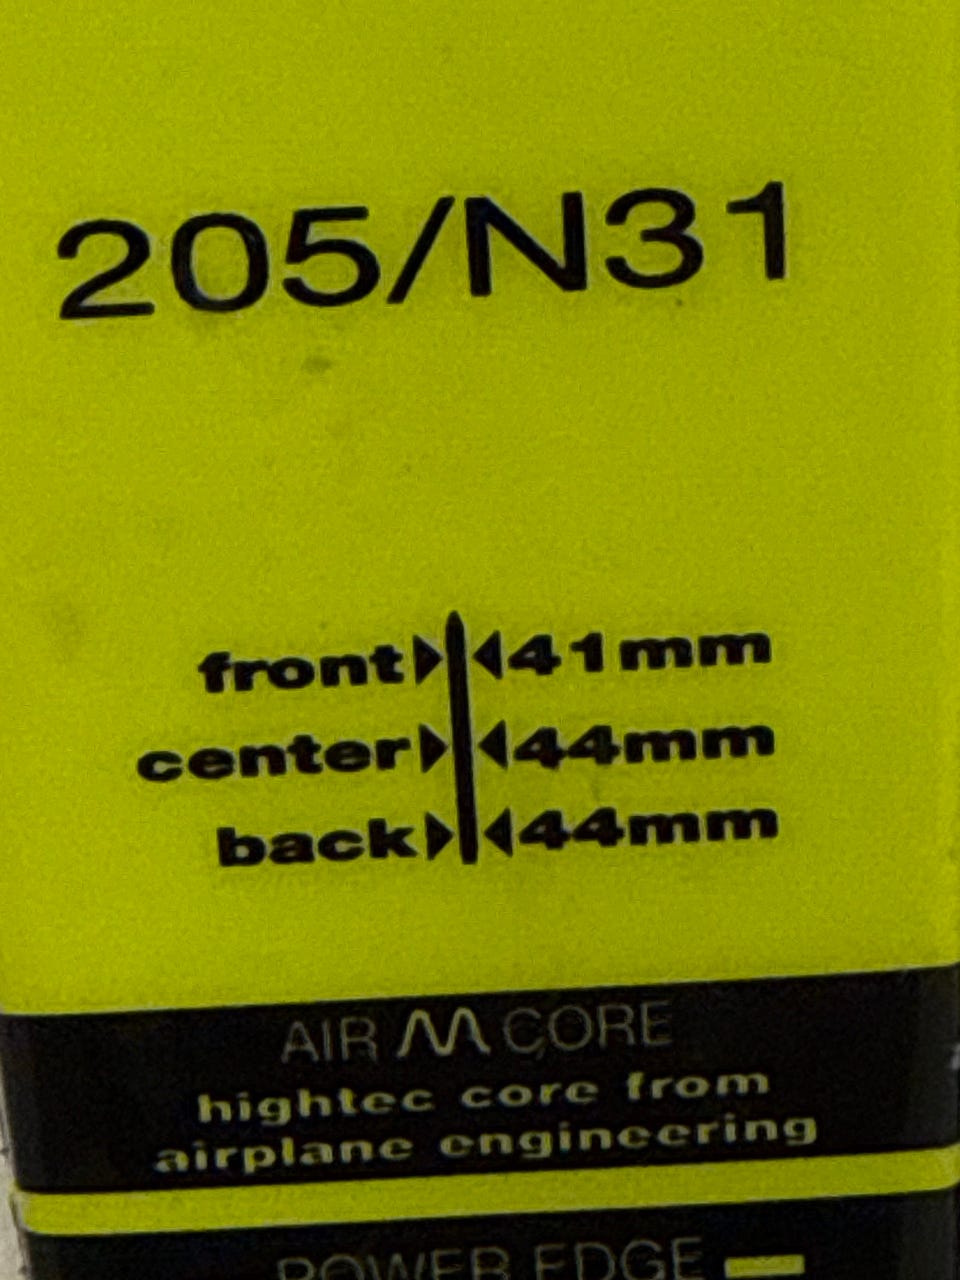 205/N31
front 41mm
center 44mm
back 44mm
AIR CORE
hightec core from
airplane engineering
POWER EDGE